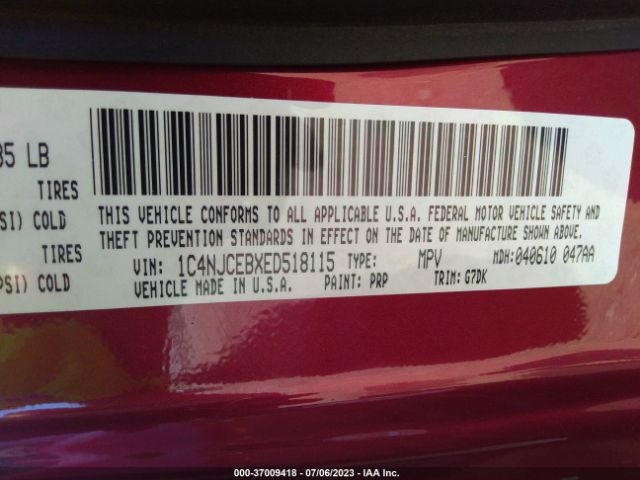 85 LB
TIRES
SI) COLD
TIRES
PSI) COLD
THIS VEHICLE CONFORMS TO ALL APPLICABLE U.S.A. FEDERAL MOTOR VEHICLE SAFETY AND
THEFT PREVENTION STANDARDS IN EFFECT ON THE DATE OF MANUFACTURE SHOWN ABOVE.
VIN: 1C4NJCEBXED518115 TYPE: MPV MDH:040610 047AA
VEHICLE MADE IN U.S.A. PAINT: PRP TRIM: G7DK
000-37009418 - 07/06/2023 - IAA Inc.